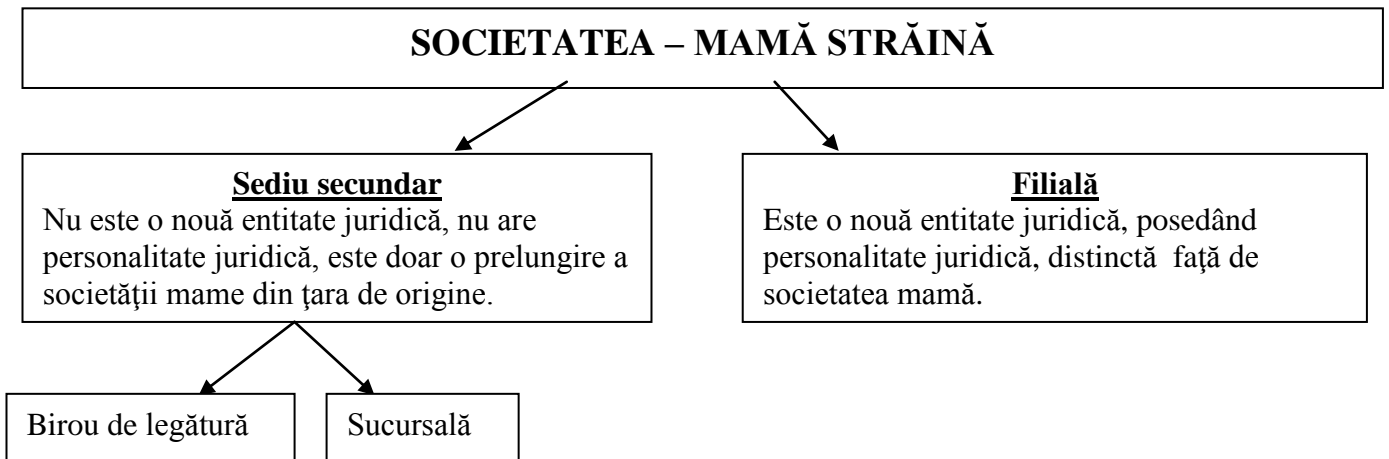 SOCIETATEA – MAMĂ STRĂINĂ
Sediu secundar
Nu este o nouă entitate juridică, nu are
personalitate juridică, este doar o prelungire a
societăţii mame din ţara de origine.
Filială
Este o nouă entitate juridică, posedând
personalitate juridică, distinctă faţă de
societatea mamă.
Birou de legătură
Sucursală